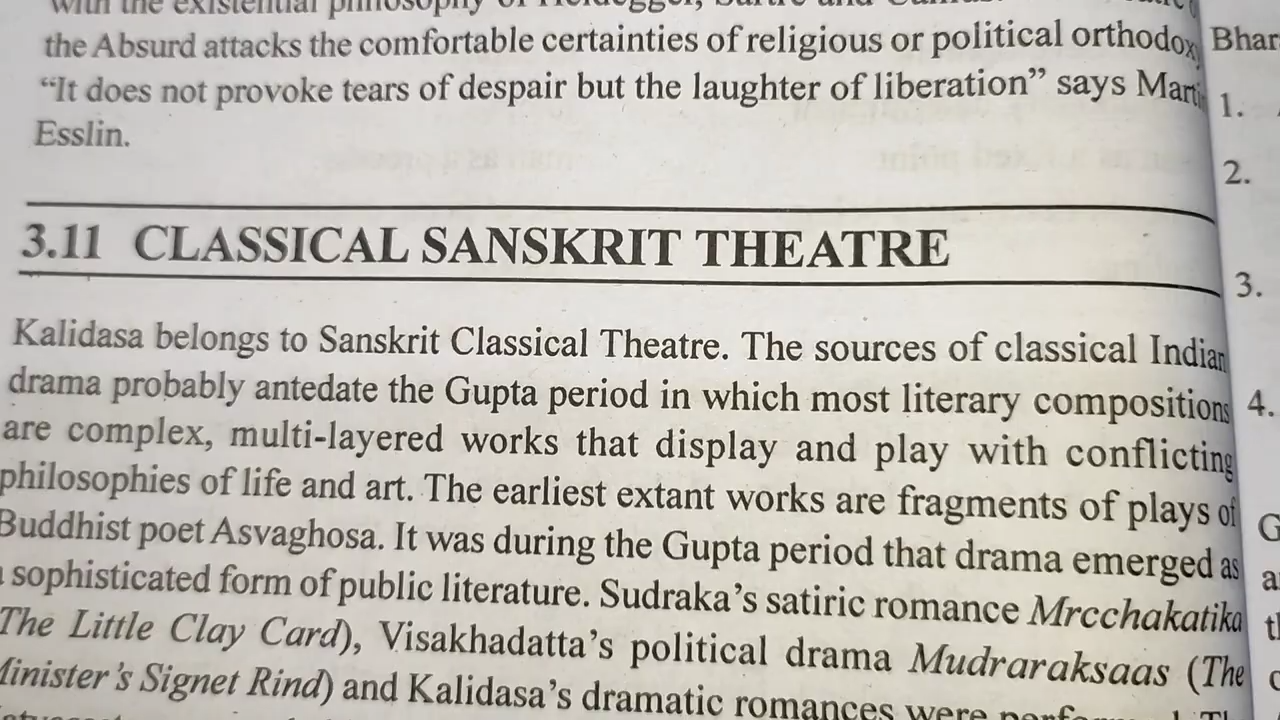 with the existential philosophy of Heidegger, Sartre and
the Absurd attacks the comfortable certainties of religious or political orthodoxy
“It does not provoke tears of despair but the laughter of liberation” says Martin
Esslin.
3.11 CLASSICAL SANSKRIT THEATRE
Kalidasa belongs to Sanskrit Classical Theatre. The sources of classical Indian
drama probably antedate the Gupta period in which most literary compositions
are complex, multi-layered works that display and play with conflicting
philosophies of life and art. The earliest extant works are fragments of plays of
Buddhist poet Asvaghosa. It was during the Gupta period that drama emerged as
a sophisticated form of public literature. Sudraka’s satiric romance Mrcchakatika
The Little Clay Card), Visakhadatta’s political drama Mudraraksaas (The
Minister’s Signet Rind) and Kalidasa’s dramatic romances were
Bhar
1.
2.
3.
4.
G